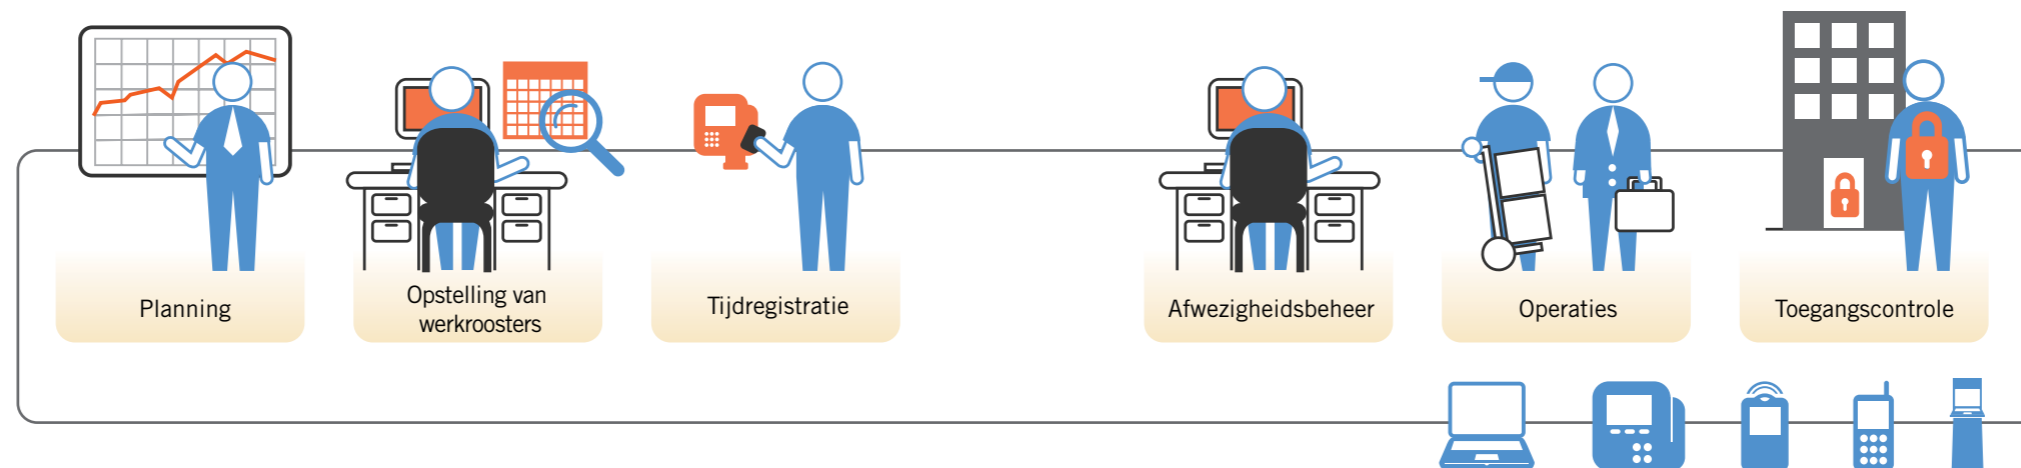 Planning
Opstelling van
werkroosters
Tijdregistratie
Afwezigheidsbeheer
Operaties
Toegangscontrole